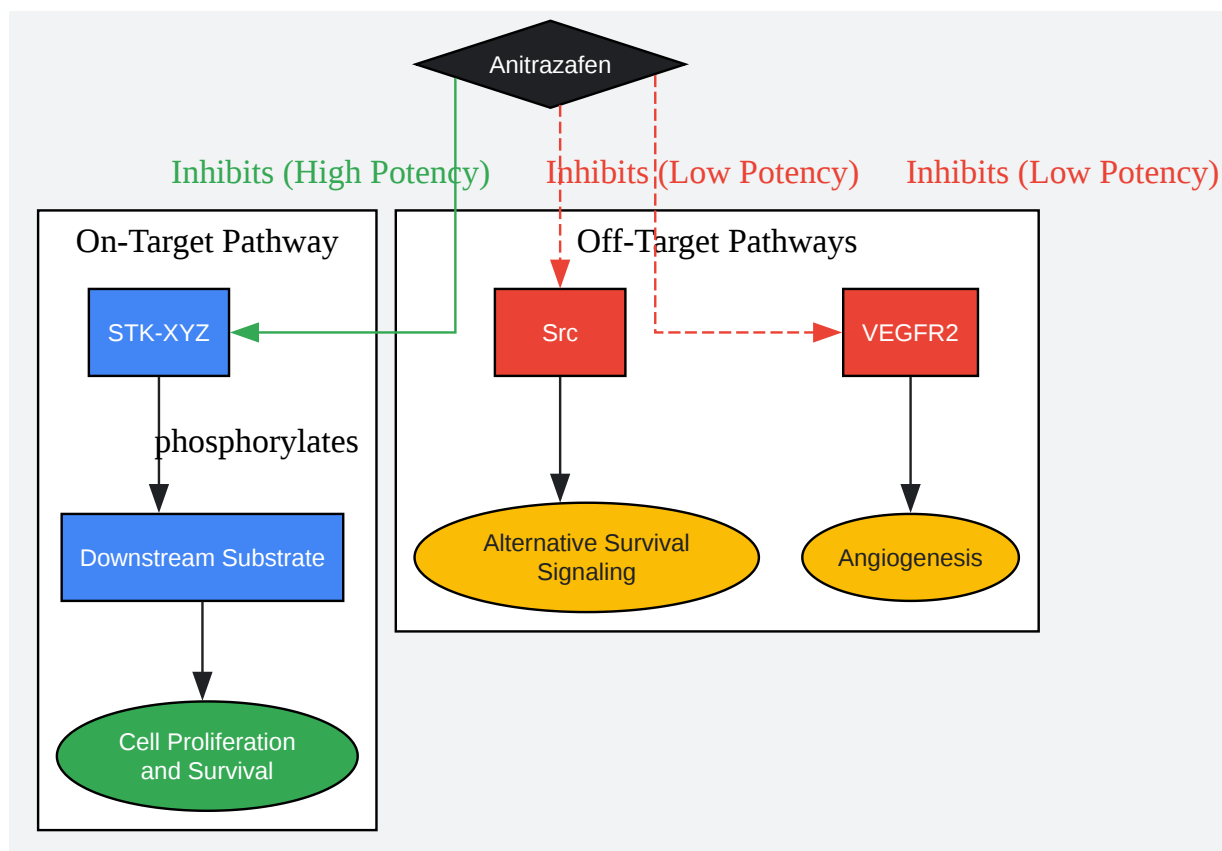 Anitrazafen
Inhibits (High Potency)
Inhibits (Low Potency)
Inhibits (Low Potency)
On-Target Pathway
Off-Target Pathways
STK-XYZ
Src
VEGFR2
phosphorylates
Downstream Substrate
Alternative Survival
Signaling
Angiogenesis
Cell Proliferation
and Survival